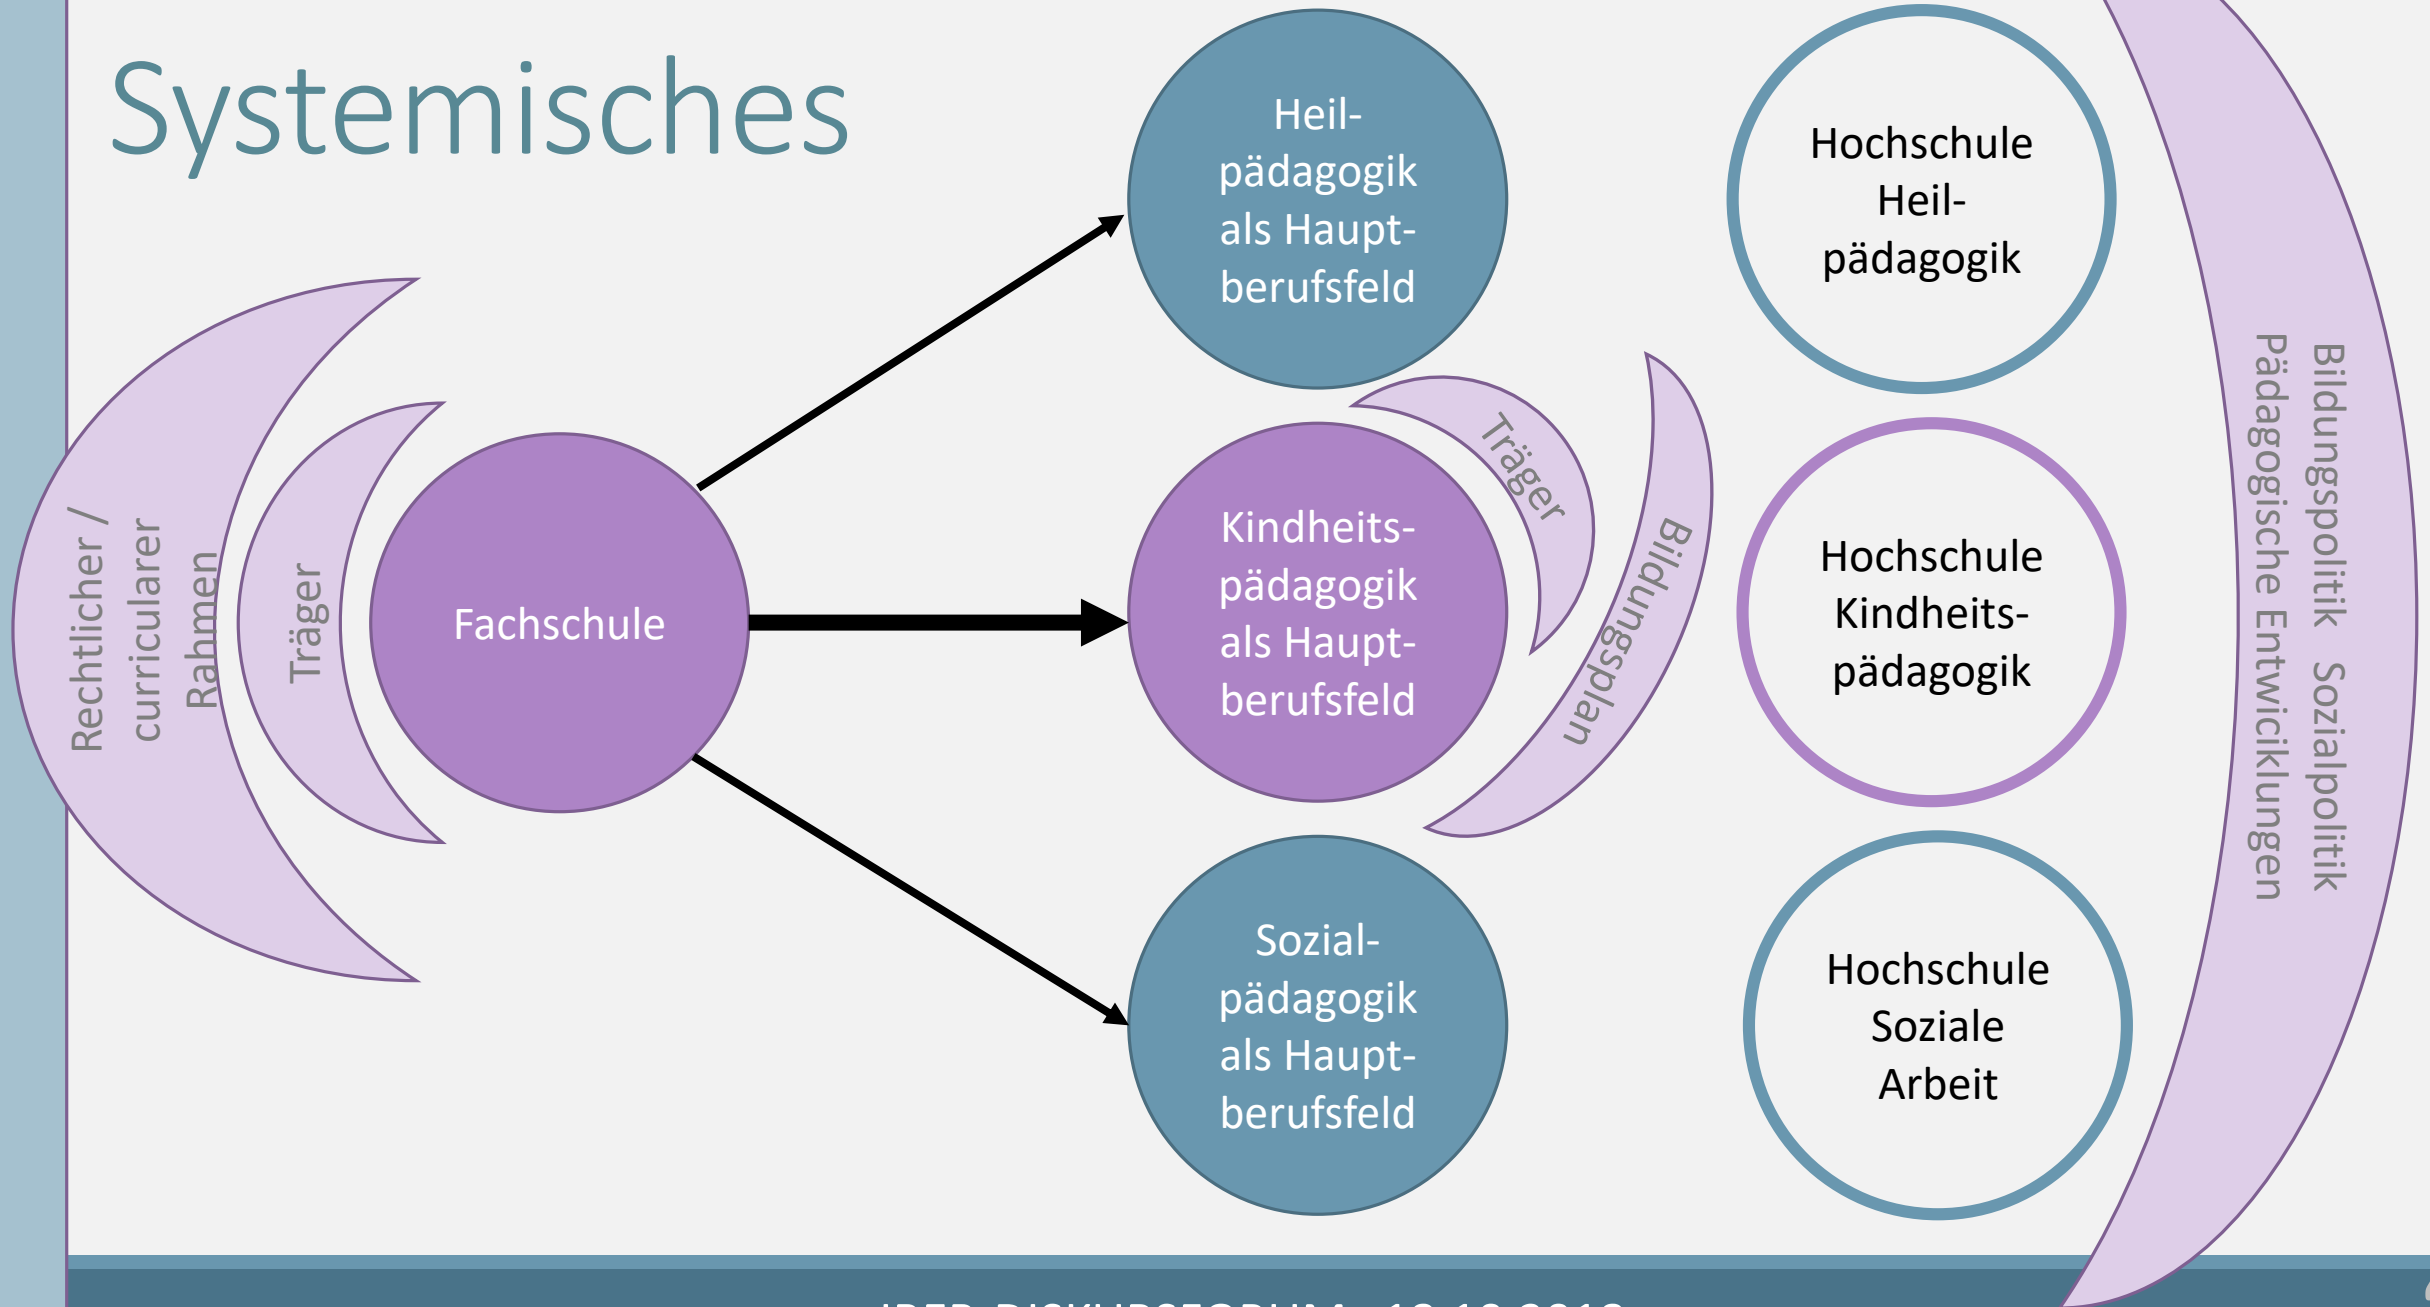 Systemisches
Rechtlicher /
curricularer
Rahmen
Träger
Fachschule
Heil-
pädagogik
als Haupt-
berufsfeld
Kindheits-
pädagogik
als Haupt-
berufsfeld
Sozial-
pädagogik
als Haupt-
berufsfeld
Träger
Bildungsplan
Hochschule
Heil-
pädagogik
Hochschule
Kindheits-
pädagogik
Hochschule
Soziale
Arbeit
Bildungspolitik Sozialpolitik
Pädagogische Entwiciklungen